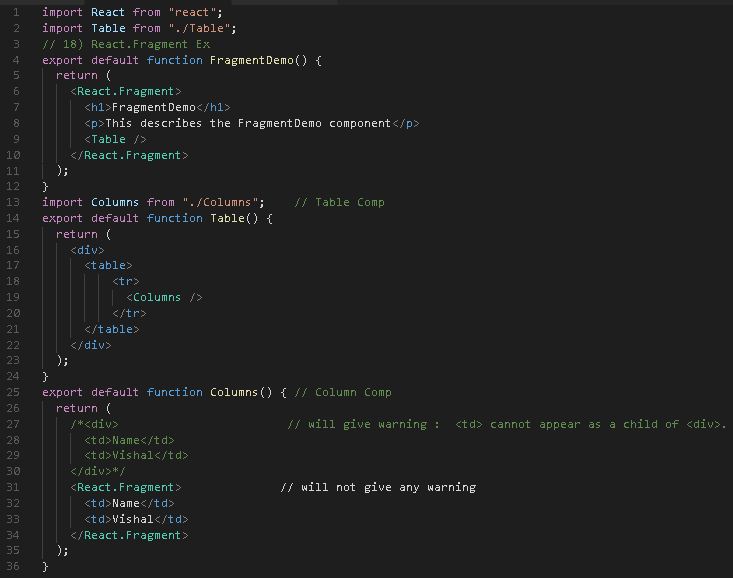 1 import React from "react";
2 import Table from "./Table";
3 // 18) React.Fragment Ex
4 export default function FragmentDemo() {
5 return (
6 <React.Fragment>
7 <h1>FragmentDemo</h1>
8 <p>This describes the FragmentDemo component</p>
9 <Table />
10 </React.Fragment>
11 );
12 }
13 import Columns from "./Columns"; // Table Comp
14 export default function Table() {
15 return (
16 <div>
17 <table>
18 <tr>
19 <Columns />
20 </tr>
21 </table>
22 </div>
23 );
24 }
25 export default function Columns() { // Column Comp
26 return (
27 /*<div> // will give warning : <td> cannot appear as a child of <div>.
28 <td>Name</td>
29 <td>Vishal</td>
30 </div>*/
31 <React.Fragment> // will not give any warning
32 <td>Name</td>
33 <td>Vishal</td>
34 </React.Fragment>
35 );
36 }